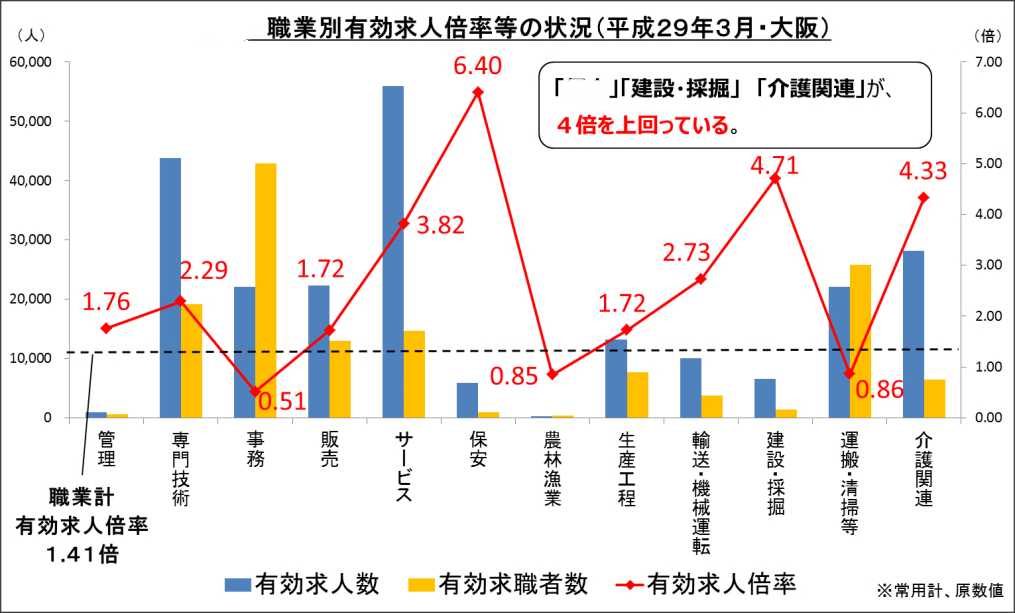 職業別有効求人倍率等の状況（平成２９年３月・大阪）
（人）
（倍）
60,000
50,000
40,000
30,000
20,000
10,000
0
7.00
6.00
5.00
4.00
3.00
2.00
1.00
0.00
「建設・採掘」「介護関連」が、
４倍を上回っている。
1.76
2.29
0.51
1.72
3.82
6.40
0.85
1.72
2.73
4.71
0.86
4.33
管理
専門技術
事務
販売
サービス
保安
農林漁業
生産工程
輸送・機械運転
建設・採掘
運搬・清掃等
介護関連
職業計
有効求人倍率
１.４１倍
有効求人数
有効求職者数
有効求人倍率
※常用計、原数値